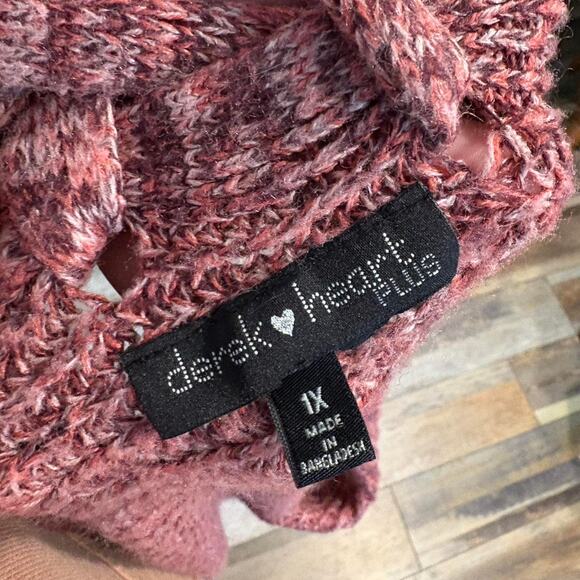 derek heart
Plus
1X
MADE
IN
BANGLADESH